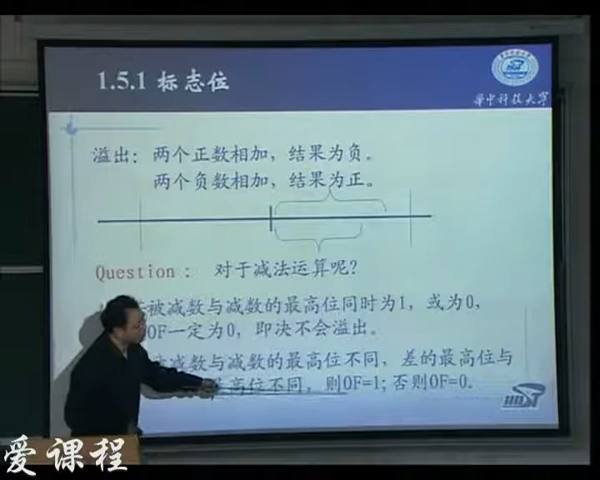 1.5.1 标志位
华中科技大学
溢出：两个正数相加，结果为负。
两个负数相加，结果为正。
Question： 对于减法运算呢？
被减数与减数的最高位同时为1，或为0，
OF一定为0，即决不会溢出。
减数与减数的最高位不同，差的最高位与
高位不同，则OF=1；否则OF=0.
爱课程